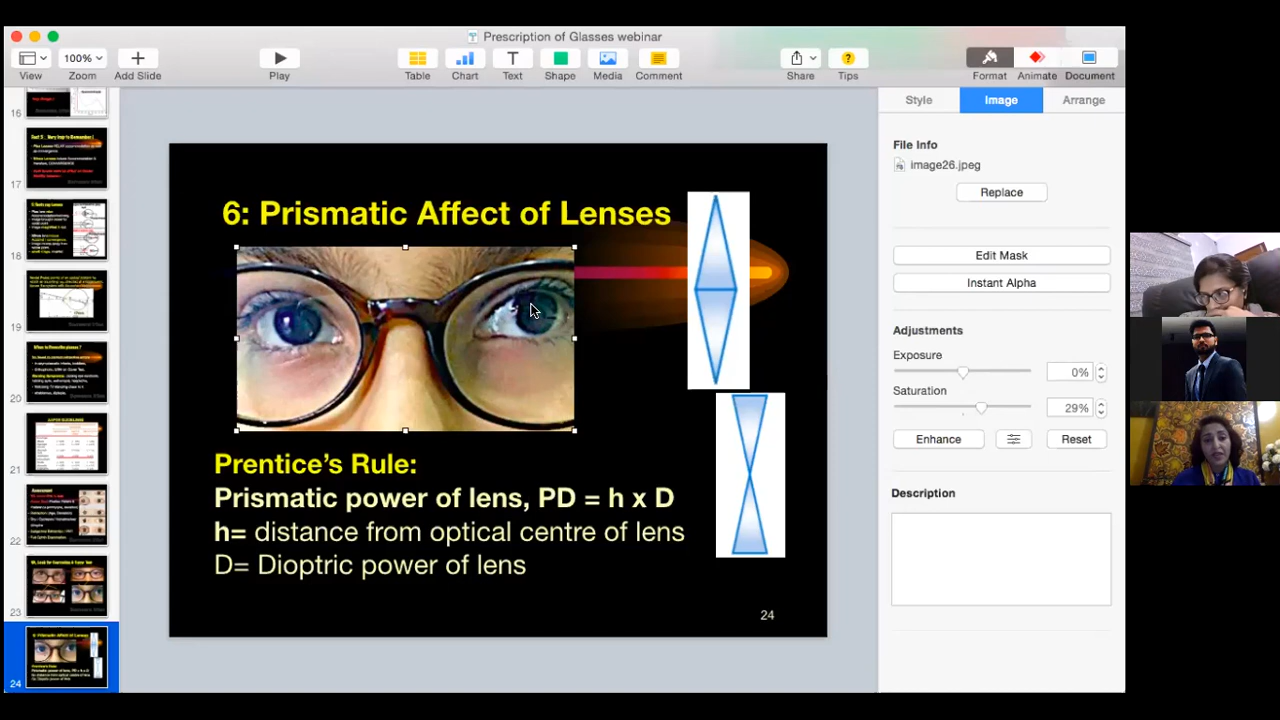 Prescription of Glasses webinar
100%
View
Zoom
Add Slide
Play
Table
Chart
Text
Shape
Media
Comment
Share
Tips
Format
Animate
Document
Style
Image
Arrange
File Info
image26.jpeg
Replace
Edit Mask
Instant Alpha
Adjustments
Exposure
0%
Saturation
29%
Enhance
Reset
Description
16
17
18
19
20
21
22
23
24
6: Prismatic Affect of Lenses
Prentice's Rule:
Prismatic power of lens, PD = h x D
h= distance from optical centre of lens
D= Dioptric power of lens
24